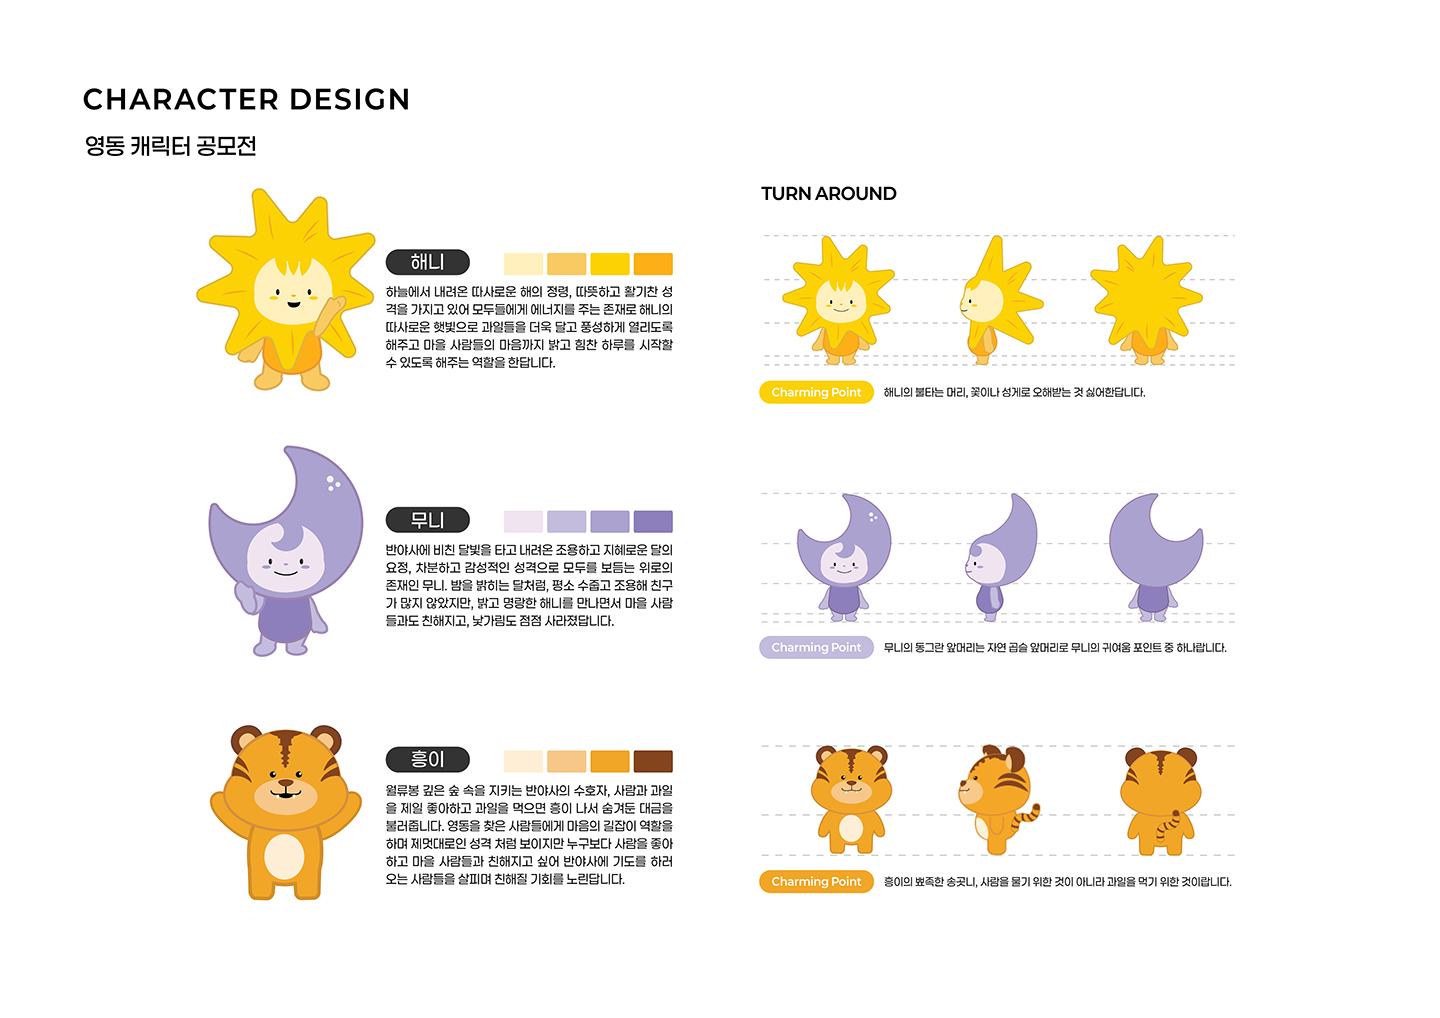 CHARACTER DESIGN
영동 캐릭터 공모전
해니
하늘에서 내려온 따사로운 해의 정령, 따뜻하고 활기찬 성
격을 가지고 있어 모두들에게 에너지를 주는 존재로 해니의
따사로운 햇빛으로 과일들을 더욱 달고 풍성하게 열리도록
해주고 마을 사람들의 마음까지 밝고 힘찬 하루를 시작할
수 있도록 해주는 역할을 한답니다.
무니
반야사에 비친 달빛을 타고 내려온 조용하고 지혜로운 달의
요정, 차분하고 감성적인 성격으로 모두를 보듬는 위로의
존재인 무니. 밤을 밝히는 달처럼, 평소 수줍고 조용해 친구
가 많지 않았지만, 밝고 명랑한 해니를 만나면서 마을 사람
들과도 친해지고, 낯가림도 점점 사라졌답니다.
흥이
월류봉 깊은 숲 속을 지키는 반야사의 수호자, 사람과 과일
을 제일 좋아하고 과일을 먹으면 흥이 나서 숨겨둔 대금을
불러줍니다. 영동을 찾은 사람들에게 마음의 길잡이 역할을
하며 제멋대로인 성격 처럼 보이지만 누구보다 사람을 좋아
하고 마을 사람들과 친해지고 싶어 반야사에 기도를 하러
오는 사람들을 살피며 친해질 기회를 노린답니다.
TURN AROUND
Charming Point 해니의 불타는 머리, 꽃이나 성게로 오해받는 것 싫어한답니다.
Charming Point 무니의 동그란 앞머리는 자연 곱슬 앞머리로 무니의 귀여움 포인트 중 하나랍니다.
Charming Point 흥이의 뾰족한 송곳니, 사람을 물기 위한 것이 아니라 과일을 먹기 위한 것이랍니다.